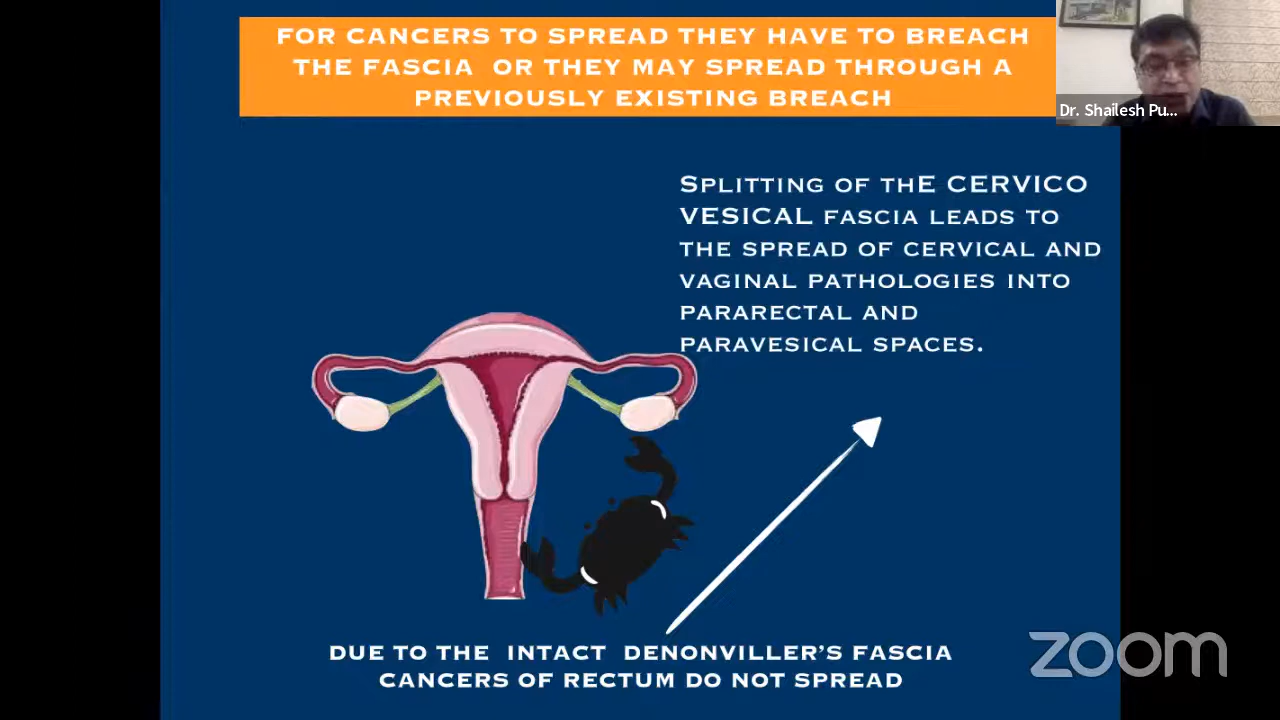 FOR CANCERS TO SPREAD THEY HAVE TO BREACH
THE FASCIA OR THEY MAY SPREAD THROUGH A
PREVIOUSLY EXISTING BREACH
Dr. Shailesh Pu...
SPLITTING OF THE CERVICO
VESICAL FASCIA LEADS TO
THE SPREAD OF CERVICAL AND
VAGINAL PATHOLOGIES INTO
PARARECTAL AND
PARAVESICAL SPACES.
DUE TO THE INTACT DENONVILLER'S FASCIA
CANCERS OF RECTUM DO NOT SPREAD
zoom